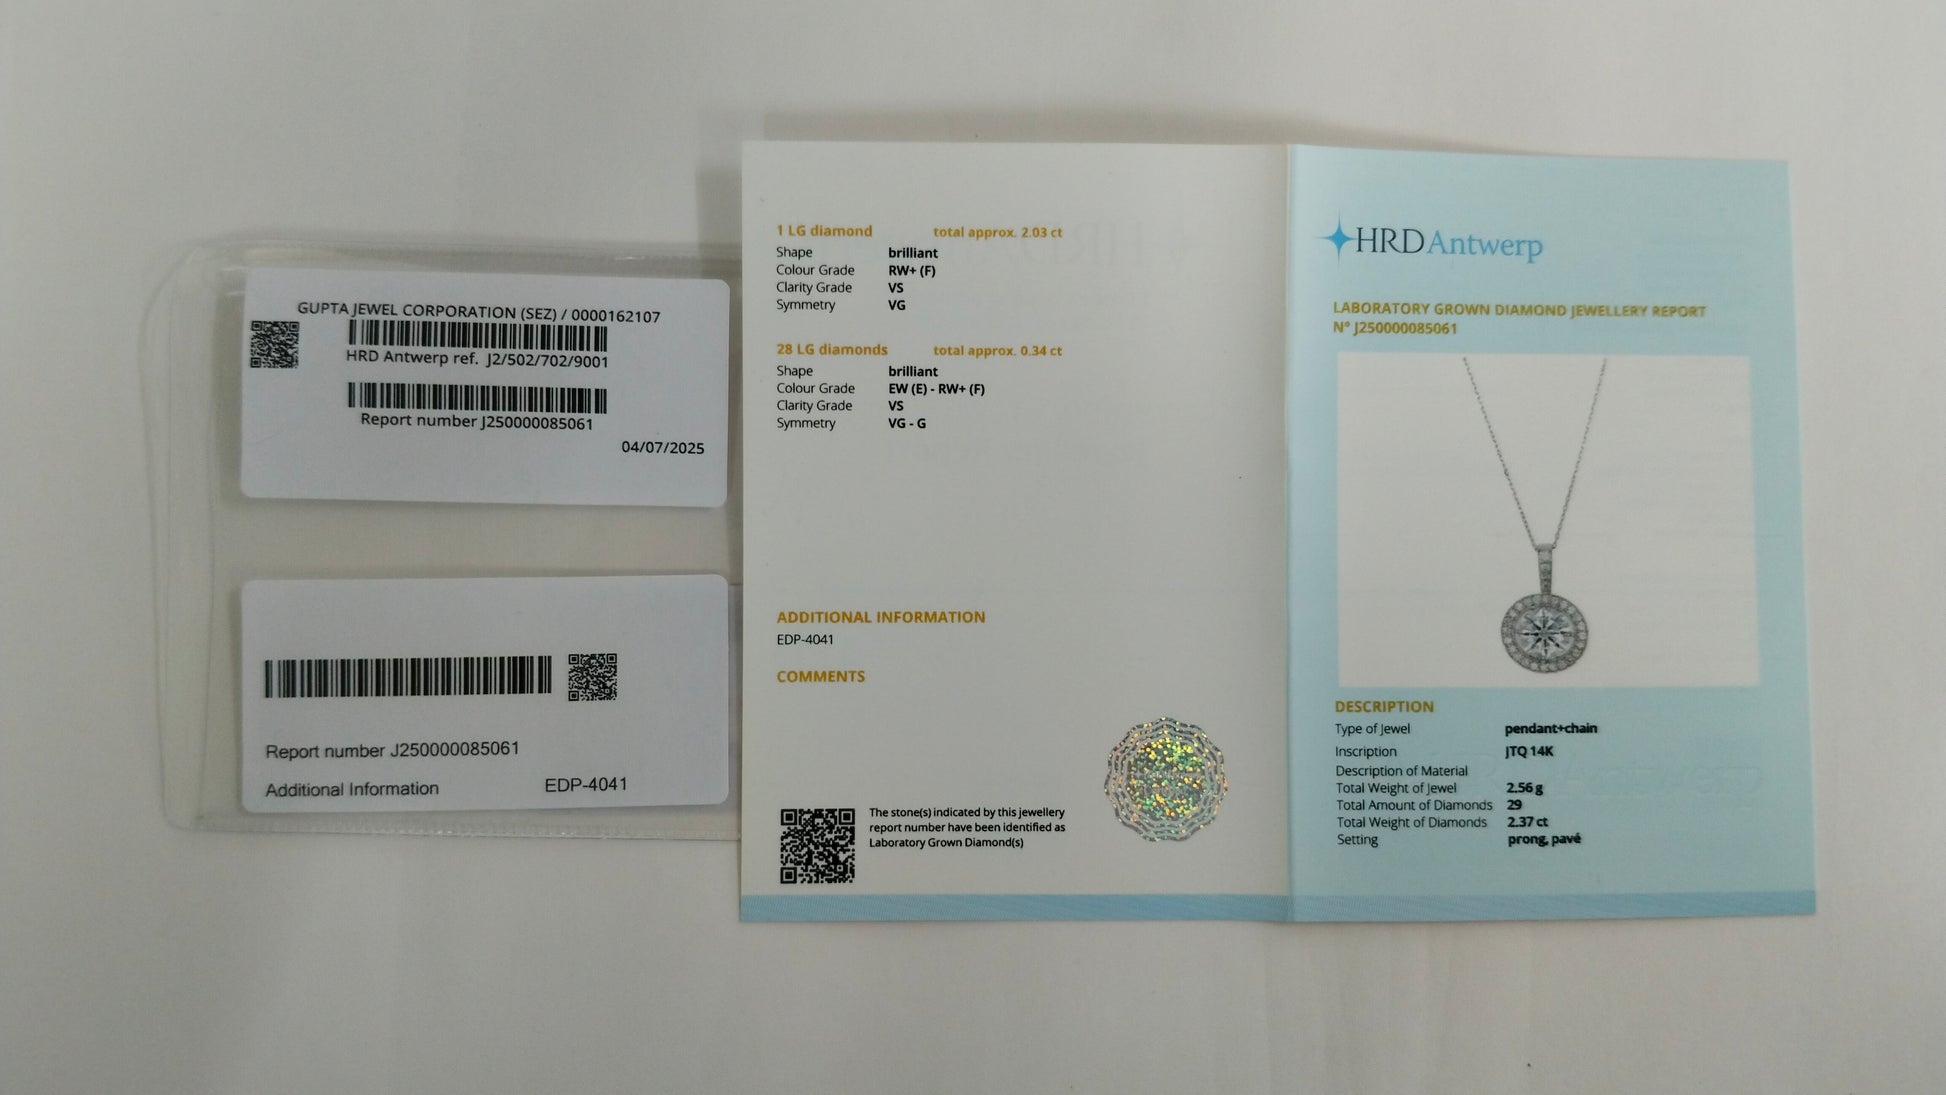 GUPTA JEWEL CORPORATION (SEZ) / 0000162107
HRD Antwerp ref. J2/502/702/9001
Report number J250000085061
04/07/2025
Report number J250000085061
Additional Information EDP-4041
1 LG diamond total approx. 2.03 ct
Shape brilliant
Colour Grade RW+ (F)
Clarity Grade VS
Symmetry VG
28 LG diamonds total approx. 0.34 ct
Shape brilliant
Colour Grade EW (E) - RW+ (F)
Clarity Grade VS
Symmetry VG - G
ADDITIONAL INFORMATION
EDP-4041
COMMENTS
The stone(s) indicated by this jewellery
report number have been identified as
Laboratory Grown Diamond(s)
HRD Antwerp
LABORATORY GROWN DIAMOND JEWELLERY REPORT
N° J250000085061
DESCRIPTION
Type of Jewel pendant+chain
Inscription JTQ 14K
Description of Material
Total Weight of Jewel 2.56 g
Total Amount of Diamonds 29
Total Weight of Diamonds 2.37 ct
Setting prong, pavé